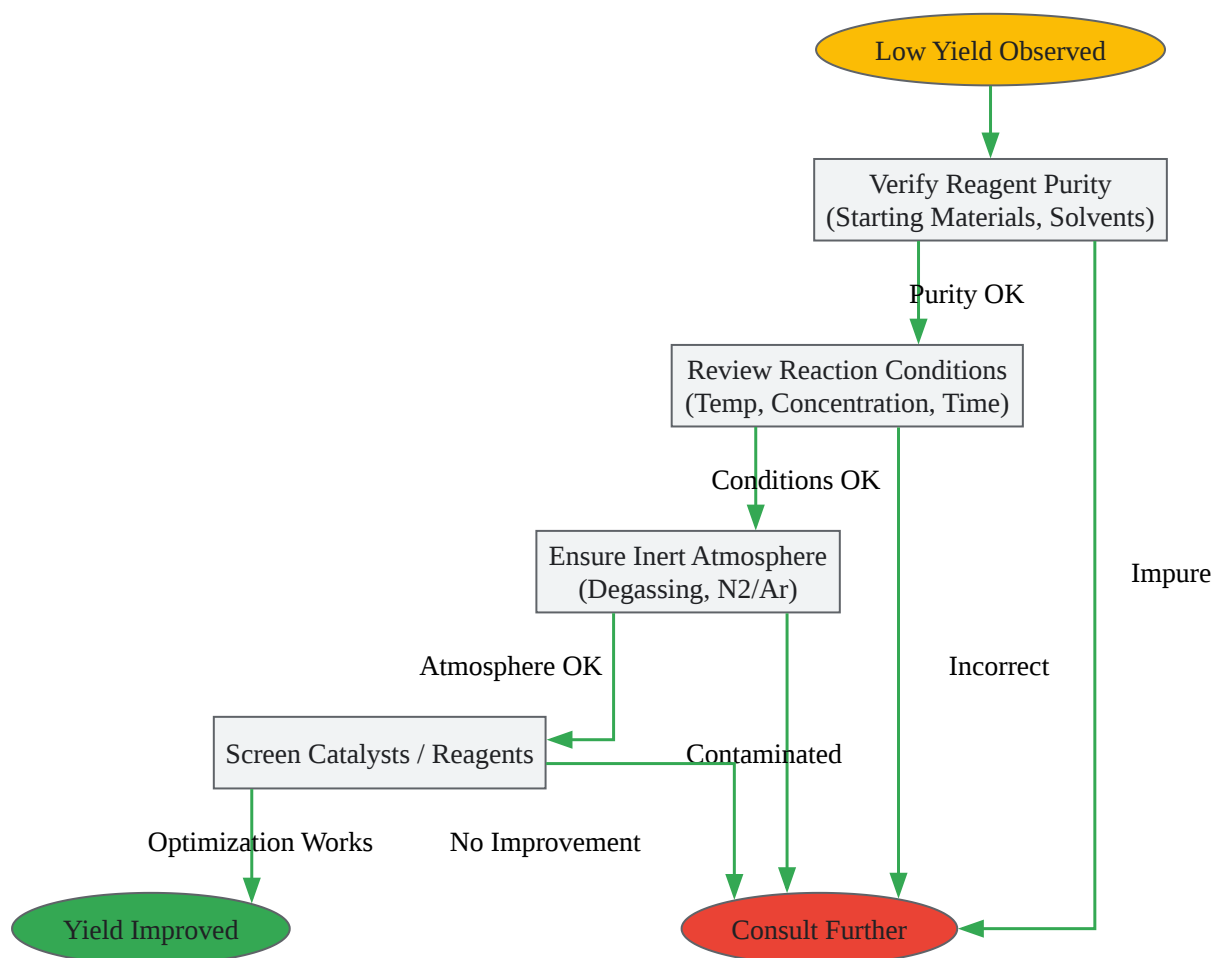 Low Yield Observed
Verify Reagent Purity
(Starting Materials, Solvents)
Purity OK
Review Reaction Conditions
(Temp, Concentration, Time)
Conditions OK
Ensure Inert Atmosphere
(Degassing, N2/Ar)
Impure
Atmosphere OK
Incorrect
Screen Catalysts / Reagents
Contaminated
Optimization Works
No Improvement
Yield Improved
Consult Further